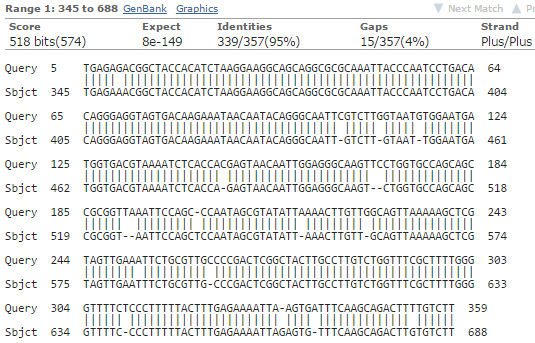 Range 1: 345 to 688 GenBank Graphics Next Match Pr
Score Expect Identities Gaps Strand
518 bits(574) 8e-149 339/357(95%) 15/357(4%) Plus/Plus
Query 5 TGAGAGACGGCTACCACATCTAAGGAAGGCAGCAGGCGCGCAAATTACCCAATCCTGACA 64
Sbjct 345 TGAGAAACGGCTACCACATCTAAGGAAGGCAGCAGGCGCGCAAATTACCCAATCCTGACA 404
Query 65 CAGGGAGGTAGTGACAAGAAATAACAATACAGGGCAATTCGTCTTGGTAATGTGGAATGA 124
Sbjct 405 CAGGGAGGTAGTGACAAGAAATAACAATACAGGGCAATT-GTCTT-GTAAT-TGGAATGA 461
Query 125 TGGTGACGTAAAATCTCACCACGAGTAACAATTGGAGGGCAAGTTCCTGGTGCCAGCAGC 184
Sbjct 462 TGGTGACGTAAAATCTCACCA-GAGTAACAATTGGAGGGCAAGT--CTGGTGCCAGCAGC 518
Query 185 CGCGGTTAAATTCCAGC-CCAATAGCGTATATTAAAACTTGTTGGCAGTTAAAAAGCTCG 243
Sbjct 519 CGCGGT--AATTCCAGCTCCAATAGCGTATATT-AAACTTGTT-GCAGTTAAAAAGCTCG 574
Query 244 TAGTTGAAATTCTGCGTTGCCCCGACTCGGCTACTTGCCTTGTCTGGTTTCGCTTTTGGG 303
Sbjct 575 TAGTTGAATTTCTGCGTTG-CCCGACTCGGCTACTTGCCTTGTCTGGTTTCGCTTTTGGG 633
Query 304 GTTTTCTCCCTTTTTACTTTGAGAAAATTA-AGTGATTTCAAGCAGACTTTTGTCTT 359
Sbjct 634 GTTTTC-CCCTTTTTACTTTGAGAAAATTAGAGTG-TTTCAAGCAGACTTGTGTCTT 688